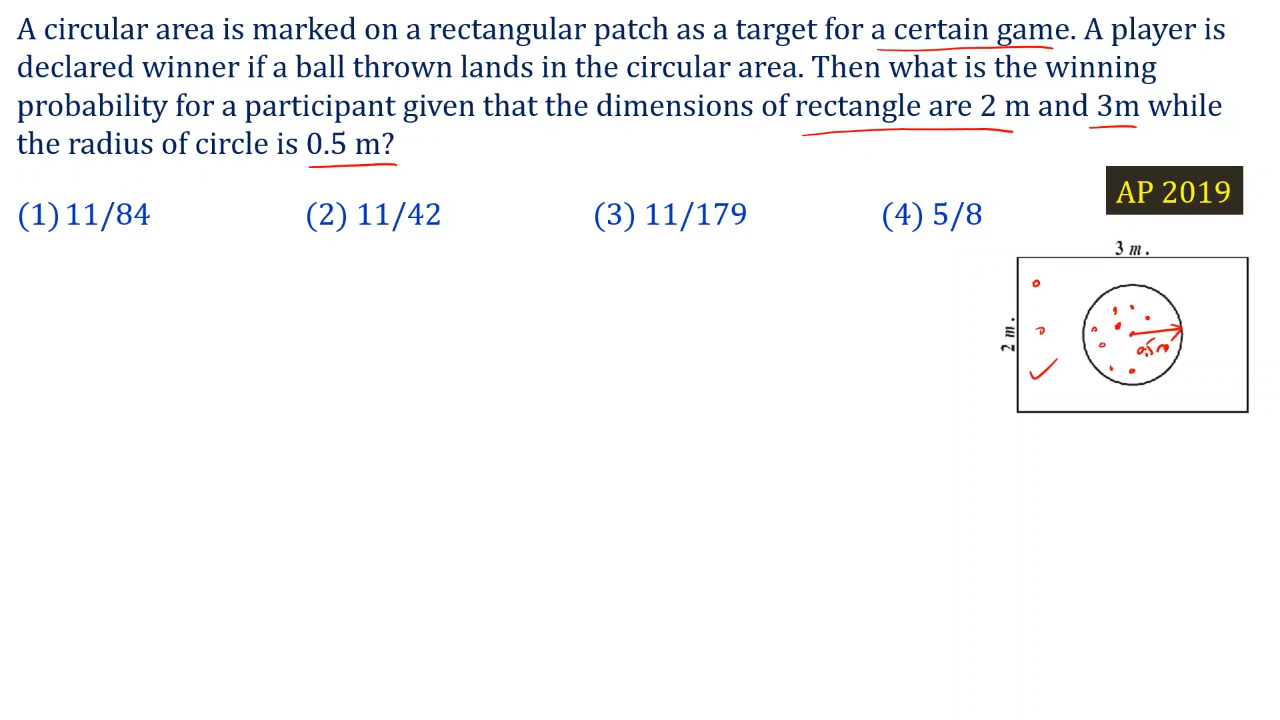 A circular area is marked on a rectangular patch as a target for a certain game. A player is
declared winner if a ball thrown lands in the circular area. Then what is the winning
probability for a participant given that the dimensions of rectangle are 2 m and 3m while
the radius of circle is 0.5 m?
(1) 11/84 (2) 11/42 (3) 11/179 (4) 5/8
AP 2019
3 m .
2 m .
0.5 m